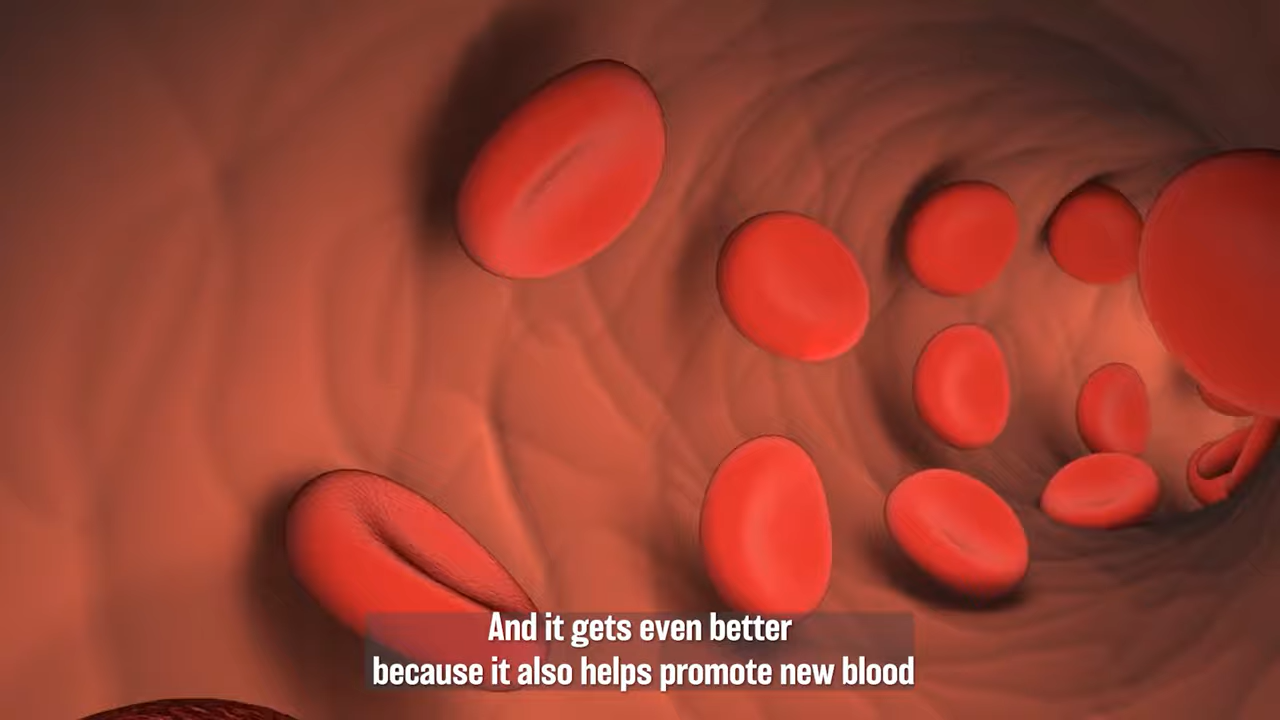 And it gets even better
because it also helps promote new blood